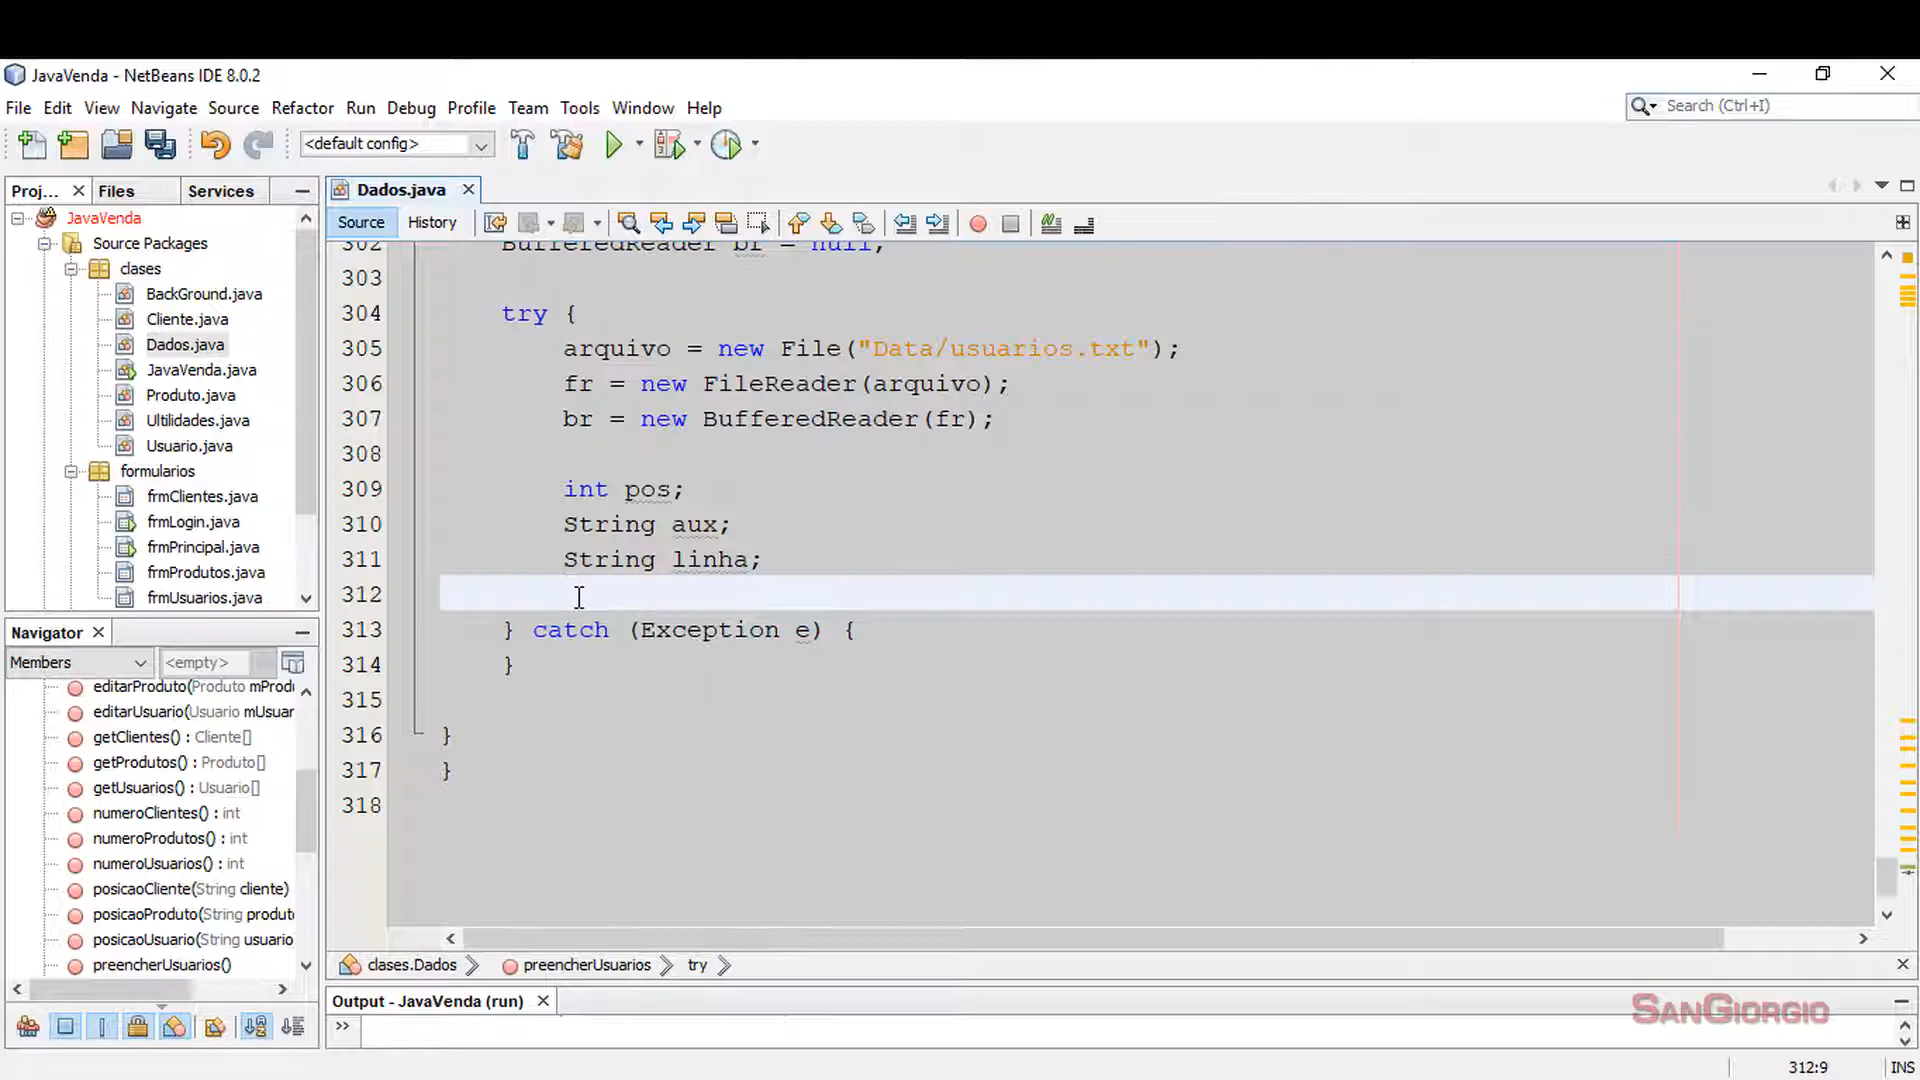 JavaVenda - NetBeans IDE 8.0.2
File Edit View Navigate Source Refactor Run Debug Profile Team Tools Window Help
Search (Ctrl+I)
<default config>
Proj... Files Services
JavaVenda
Source Packages
clases
BackGround.java
Cliente.java
Dados.java
JavaVenda.java
Produto.java
Ultilidades.java
Usuario.java
formularios
frmClientes.java
frmLogin.java
frmPrincipal.java
frmProdutos.java
frmUsuarios.java
Navigator
Members <empty>
editarProduto(Produto mProdu
editarUsuario(Usuario mUsuar
getClientes() : Cliente[]
getProdutos() : Produto[]
getUsuarios() : Usuario[]
numeroClientes() : int
numeroProdutos() : int
numeroUsuarios() : int
posicaoCliente(String cliente)
posicaoProduto(String produto
posicaoUsuario(String usuario
preencherUsuarios()
Dados.java
Source History
302 BufferedReader br = null;
303
304 try {
305 arquivo = new File("Data/usuarios.txt");
306 fr = new FileReader(arquivo);
307 br = new BufferedReader(fr);
308
309 int pos;
310 String aux;
311 String linha;
312
313 } catch (Exception e) {
314 }
315
316 }
317 }
318
clases.Dados preencherUsuarios try
Output - JavaVenda (run)
>>
SANGIORGIO
312:9 INS